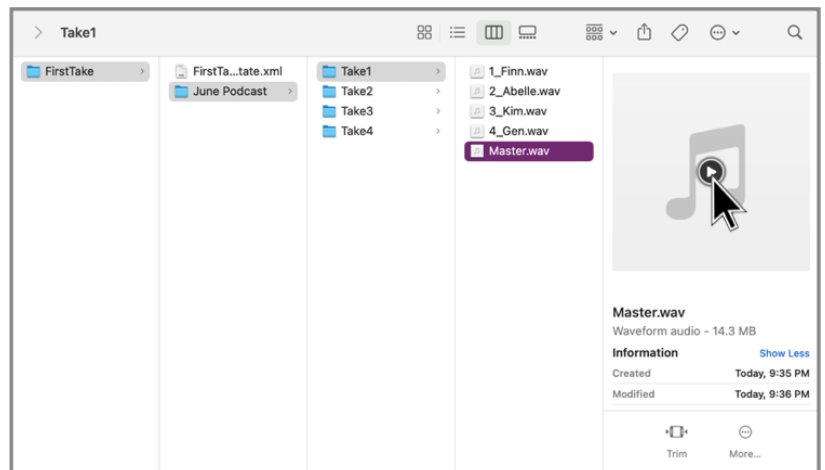 Take1
FirstTake
FirstTa...tate.xml
June Podcast
Take1
Take2
Take3
Take4
1_Finn.wav
2_Abelle.wav
3_Kim.wav
4_Gen.wav
Master.wav
Master.wav
Waveform audio - 14.3 MB
Information Show Less
Created Today, 9:35 PM
Modified Today, 9:36 PM
Trim More...